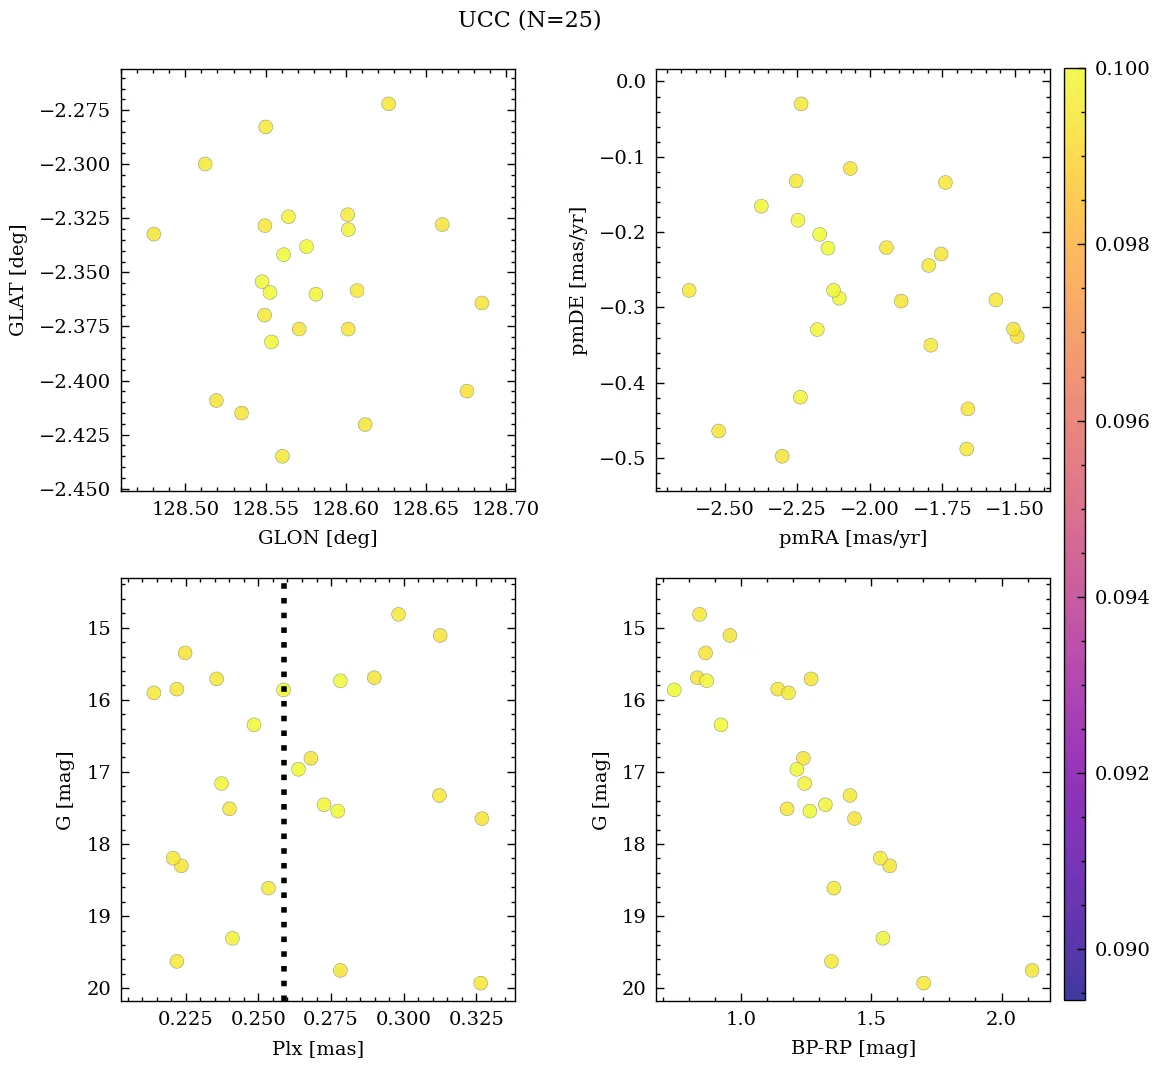 UCC (N=25)
−2.275
−2.300
−2.325
−2.350
−2.375
−2.400
−2.425
−2.450
GLAT [deg]
128.50 128.55 128.60 128.65 128.70
GLON [deg]
0.0
−0.1
−0.2
−0.3
−0.4
−0.5
pmDE [mas/yr]
−2.50 −2.25 −2.00 −1.75 −1.50
pmRA [mas/yr]
15
16
17
18
19
20
G [mag]
0.225 0.250 0.275 0.300 0.325
Plx [mas]
15
16
17
18
19
20
G [mag]
1.0 1.5 2.0
BP-RP [mag]
0.100
0.098
0.096
0.094
0.092
0.090